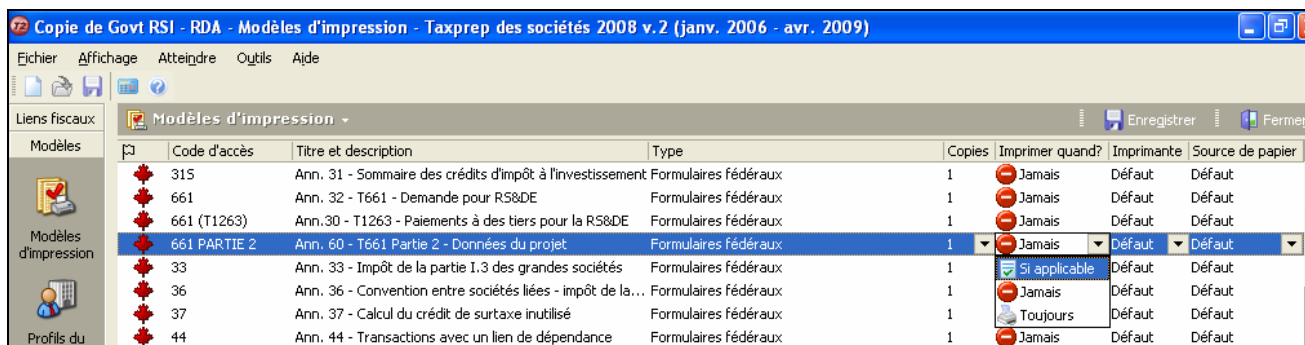 T2 Copie de Govt RSI - RDA - Modèles d'impression - Taxprep des sociétés 2008 v.2 (janv. 2006 - avr. 2009)
Fichier Affichage Atteindre Outils Aide
Liens fiscaux Modèles d'impression Enregistrer Fermer
Modèles Code d'accès Titre et description Type Copies Imprimer quand? Imprimante Source de papier
31S Ann. 31 - Sommaire des crédits d'impôt à l'investissement Formulaires fédéraux 1 Jamais Défaut Défaut
661 Ann. 32 - T661 - Demande pour RS&DE Formulaires fédéraux 1 Jamais Défaut Défaut
661 (T1263) Ann.30 - T1263 - Paiements à des tiers pour la RS&DE Formulaires fédéraux 1 Jamais Défaut Défaut
Modèles d'impression 661 PARTIE 2 Ann. 60 - T661 Partie 2 - Données du projet Formulaires fédéraux 1 Jamais Défaut Défaut
33 Ann. 33 - Impôt de la partie I.3 des grandes sociétés Formulaires fédéraux 1 Si applicable Défaut Défaut
36 Ann. 36 - Convention entre sociétés liées - impôt de la... Formulaires fédéraux 1 Jamais Défaut Défaut
37 Ann. 37 - Calcul du crédit de surtaxe inutilisé Formulaires fédéraux 1 Toujours Défaut Défaut
Profils du 44 Ann. 44 - Transactions avec un lien de dépendance Formulaires fédéraux 1 Jamais Défaut Défaut